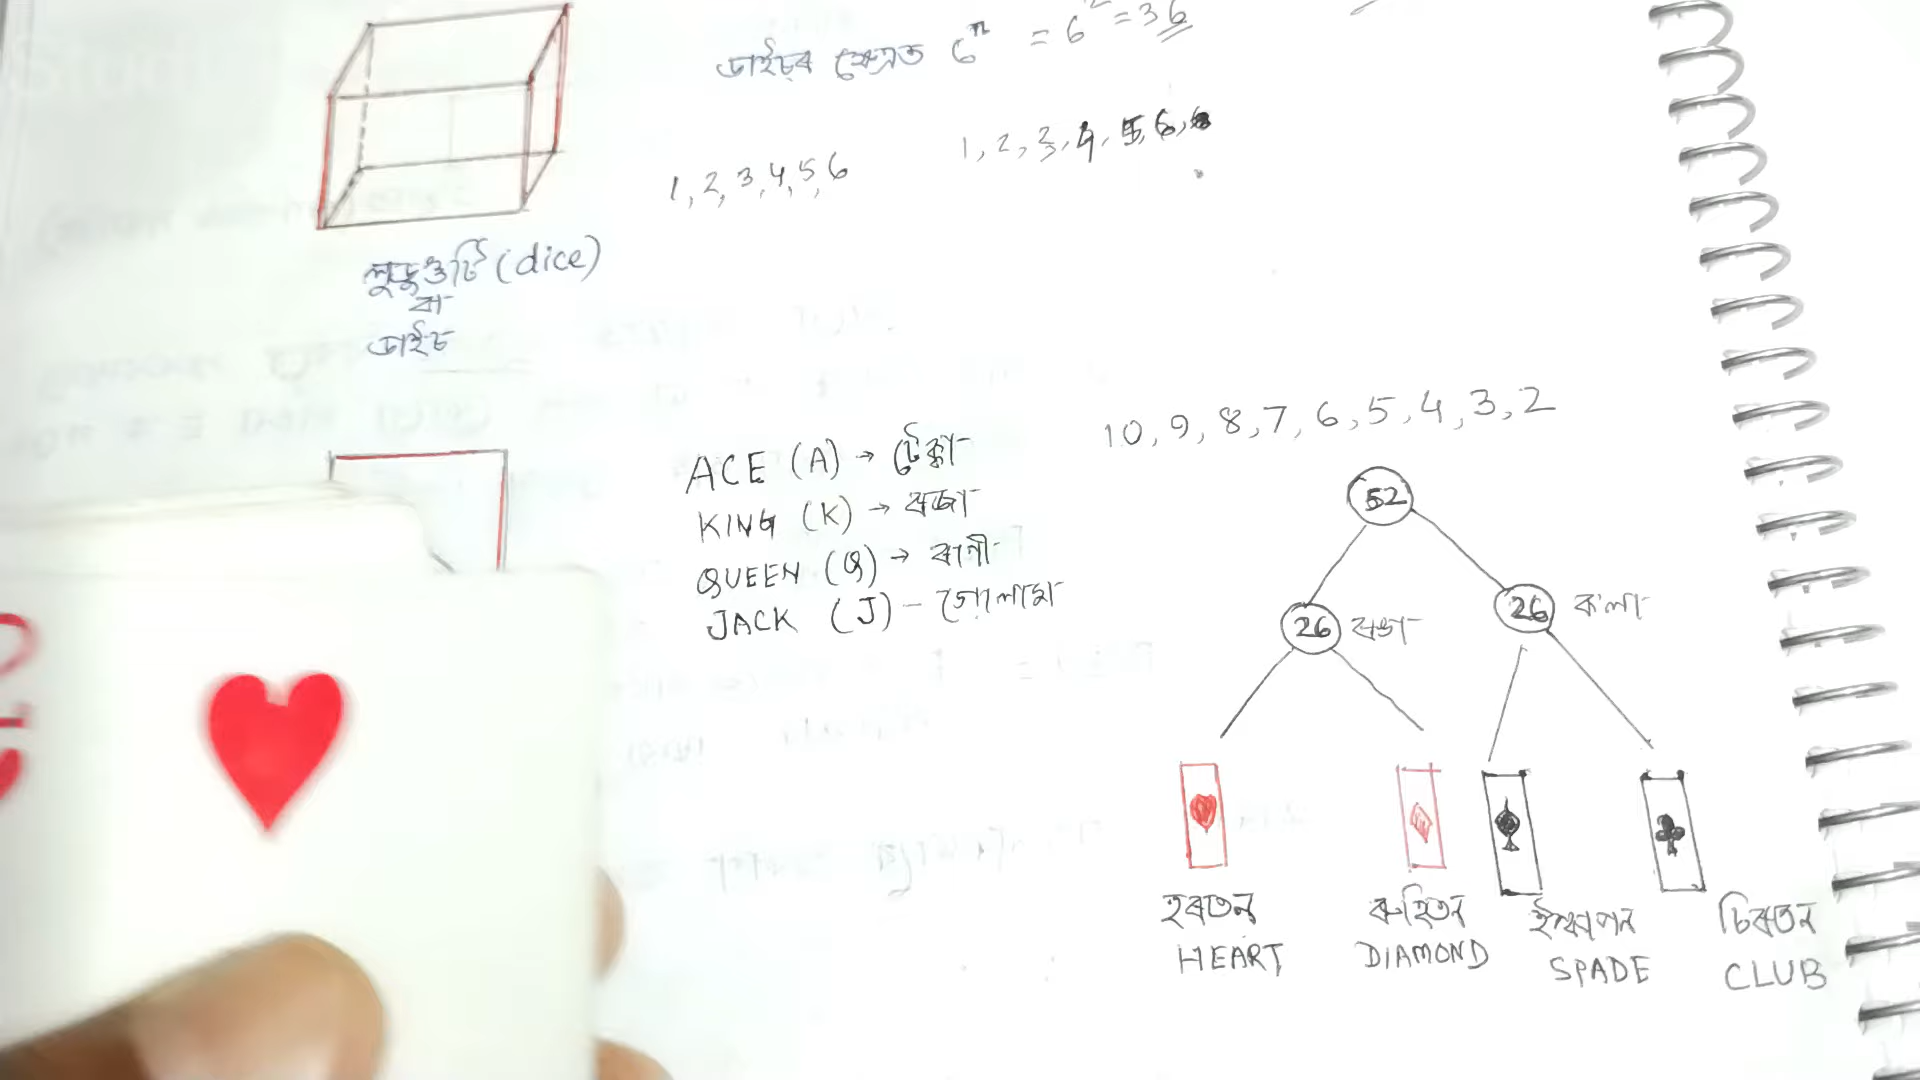 ডাইচৰ ক্ষেত্ৰত 6ⁿ = 6² = 36
1, 2, 3, 4, 5, 6
1, 2, 3, 4, 5, 6,
লুডুগুটি (dice)
বা
ডাইচ
10, 9, 8, 7, 6, 5, 4, 3, 2
ACE (A) → টেক্কা
KING (K) → ৰজা
QUEEN (Q) → ৰাণী
JACK (J) – গোলাম
52
26 ৰঙা
26 ক'লা
হৰতন
HEART
ৰুহিতন
DIAMOND
ইস্কাপন
SPADE
চিৰতন
CLUB